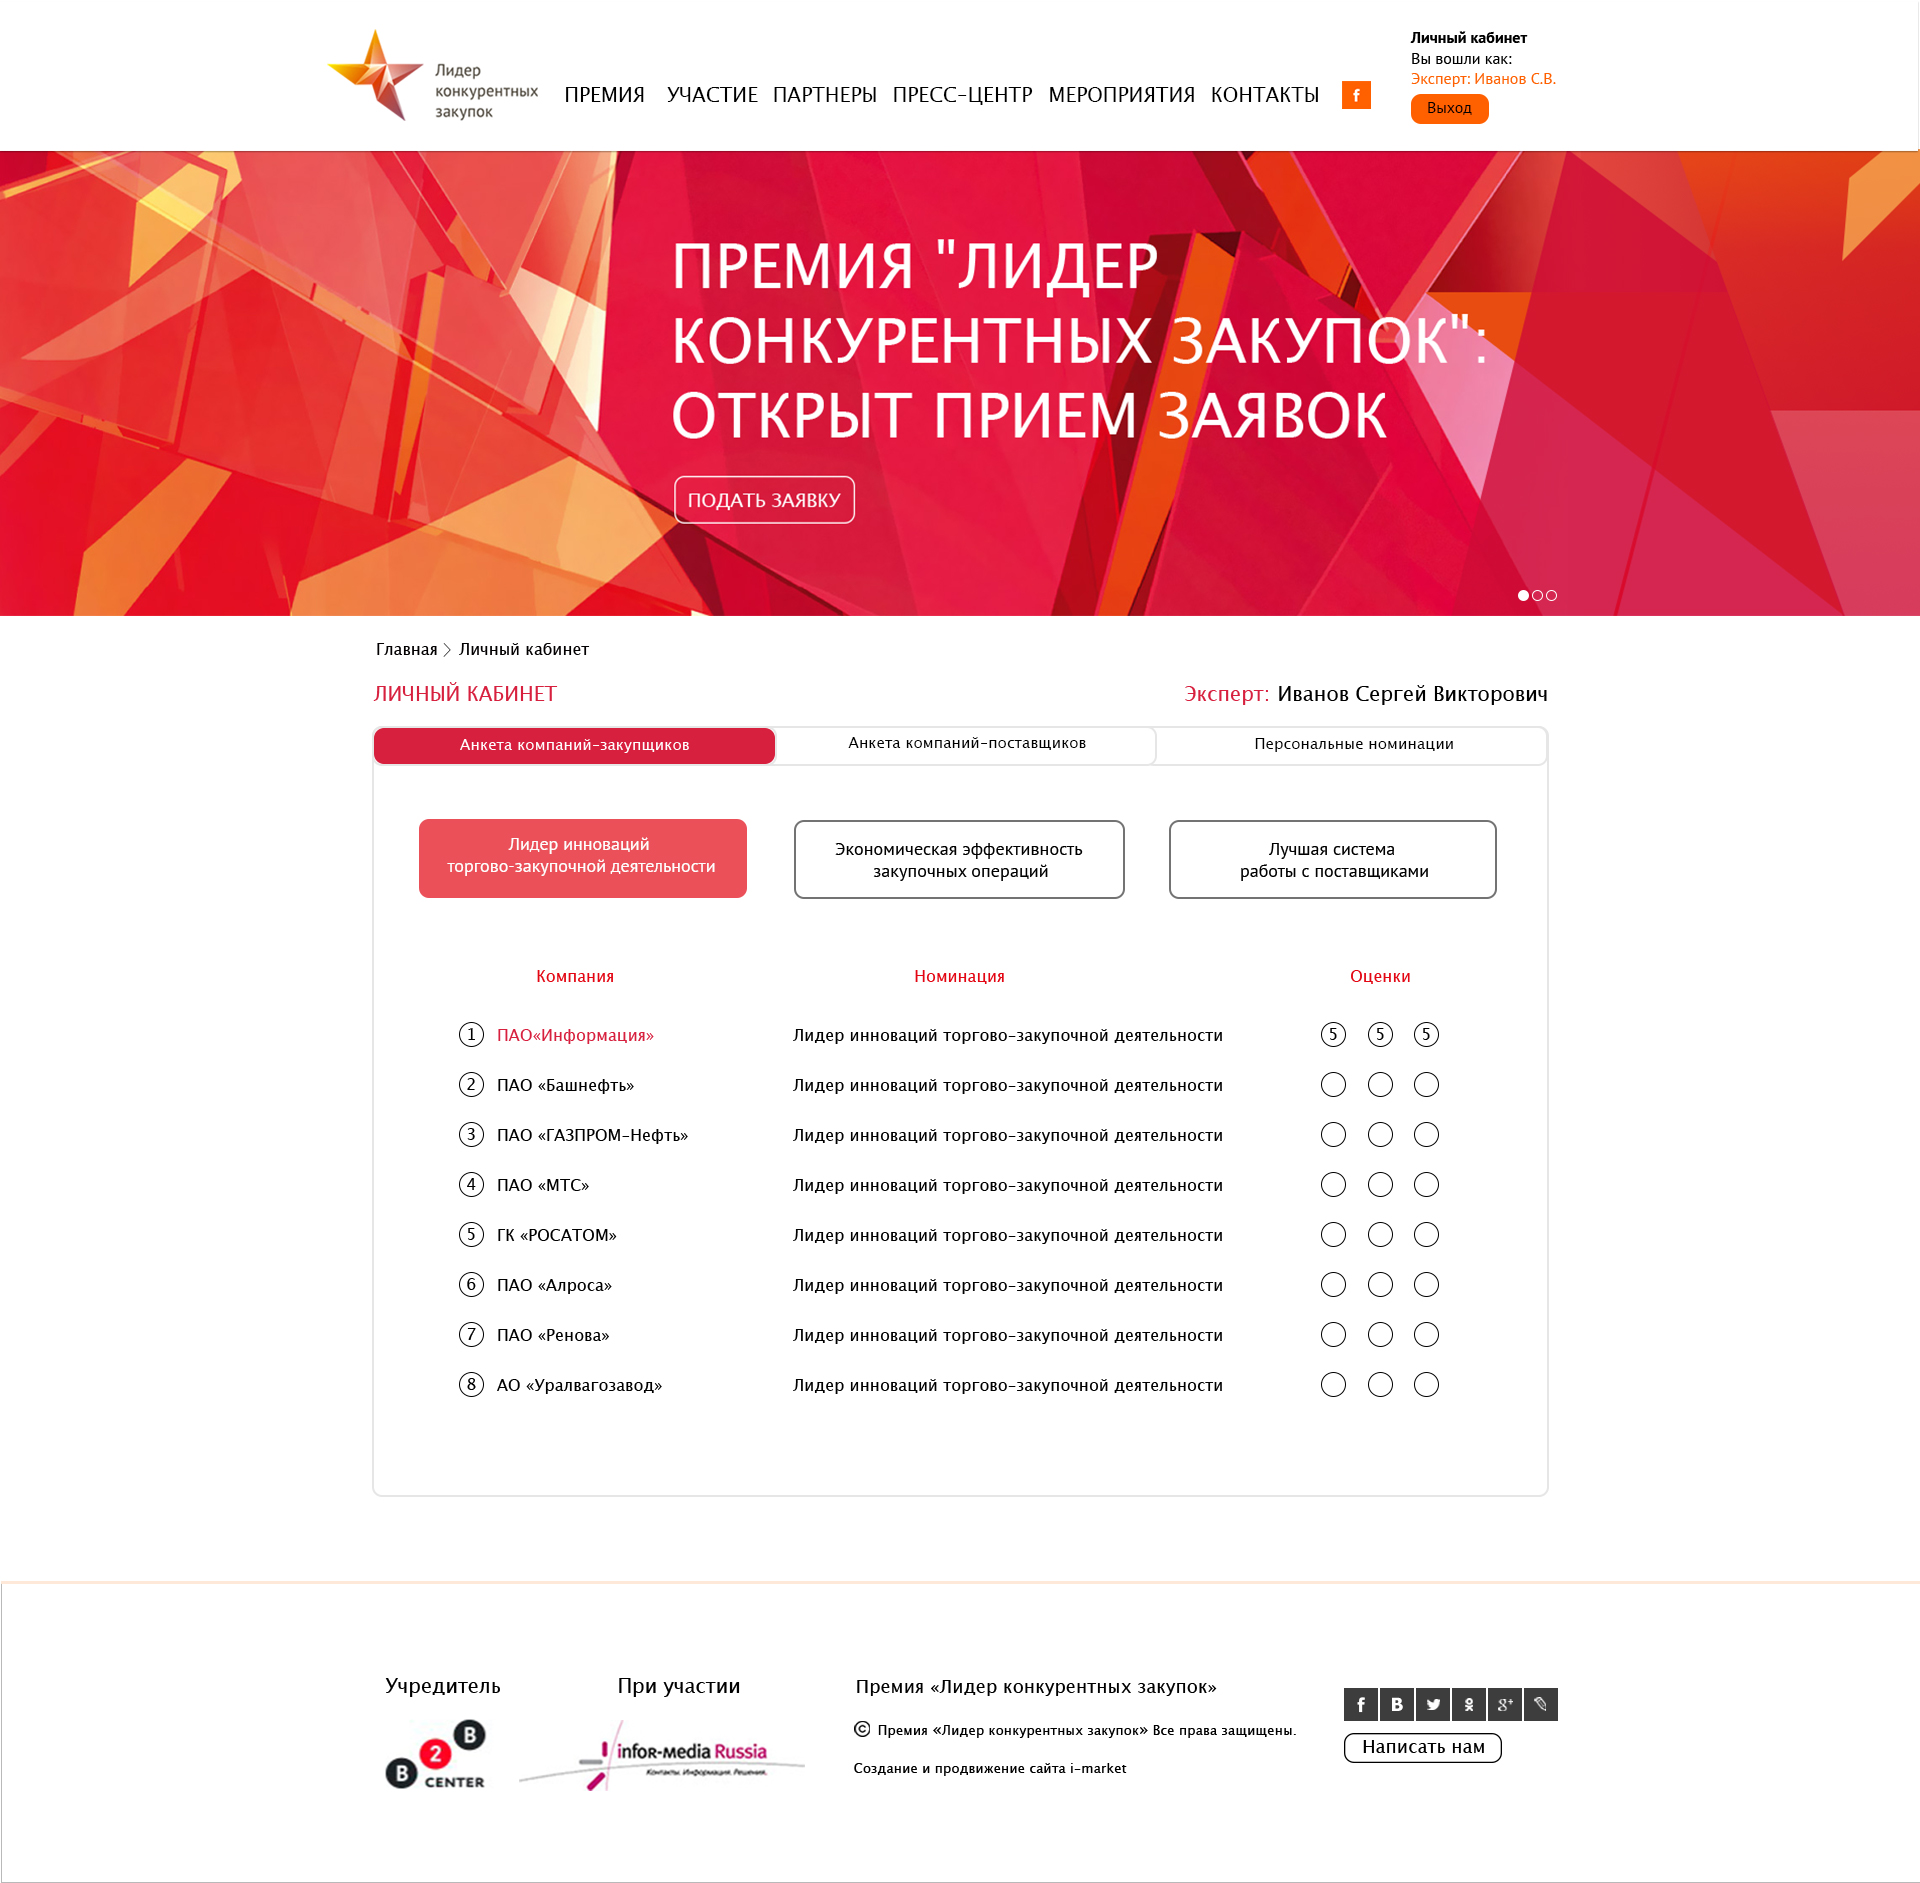 Лидер
конкурентных
закупок
ПРЕМИЯ УЧАСТИЕ ПАРТНЕРЫ ПРЕСС-ЦЕНТР МЕРОПРИЯТИЯ КОНТАКТЫ
f
Личный кабинет
Вы вошли как:
Эксперт: Иванов С.В.
Выход
ПРЕМИЯ "ЛИДЕР
КОНКУРЕНТНЫХ ЗАКУПОК":
ОТКРЫТ ПРИЕМ ЗАЯВОК
ПОДАТЬ ЗАЯВКУ
Главная Личный кабинет
ЛИЧНЫЙ КАБИНЕТ
Эксперт: Иванов Сергей Викторович
Анкета компаний-закупщиков
Анкета компаний-поставщиков
Персональные номинации
Лидер инноваций
торгово-закупочной деятельности
Экономическая эффективность
закупочных операций
Лучшая система
работы с поставщиками
Компания Номинация Оценки
1 ПАО«Информация» Лидер инноваций торгово-закупочной деятельности 5 5 5
2 ПАО «Башнефть» Лидер инноваций торгово-закупочной деятельности
3 ПАО «ГАЗПРОМ-Нефть» Лидер инноваций торгово-закупочной деятельности
4 ПАО «МТС» Лидер инноваций торгово-закупочной деятельности
5 ГК «РОСАТОМ» Лидер инноваций торгово-закупочной деятельности
6 ПАО «Алроса» Лидер инноваций торгово-закупочной деятельности
7 ПАО «Ренова» Лидер инноваций торгово-закупочной деятельности
8 АО «Уралвагозавод» Лидер инноваций торгово-закупочной деятельности
Учредитель
B
2
B
CENTER
При участии
infor-media Russia
Контакты. Информация. Решения.
Премия «Лидер конкурентных закупок»
© Премия «Лидер конкурентных закупок» Все права защищены.
Создание и продвижение сайта i-market
f B g+
Написать нам